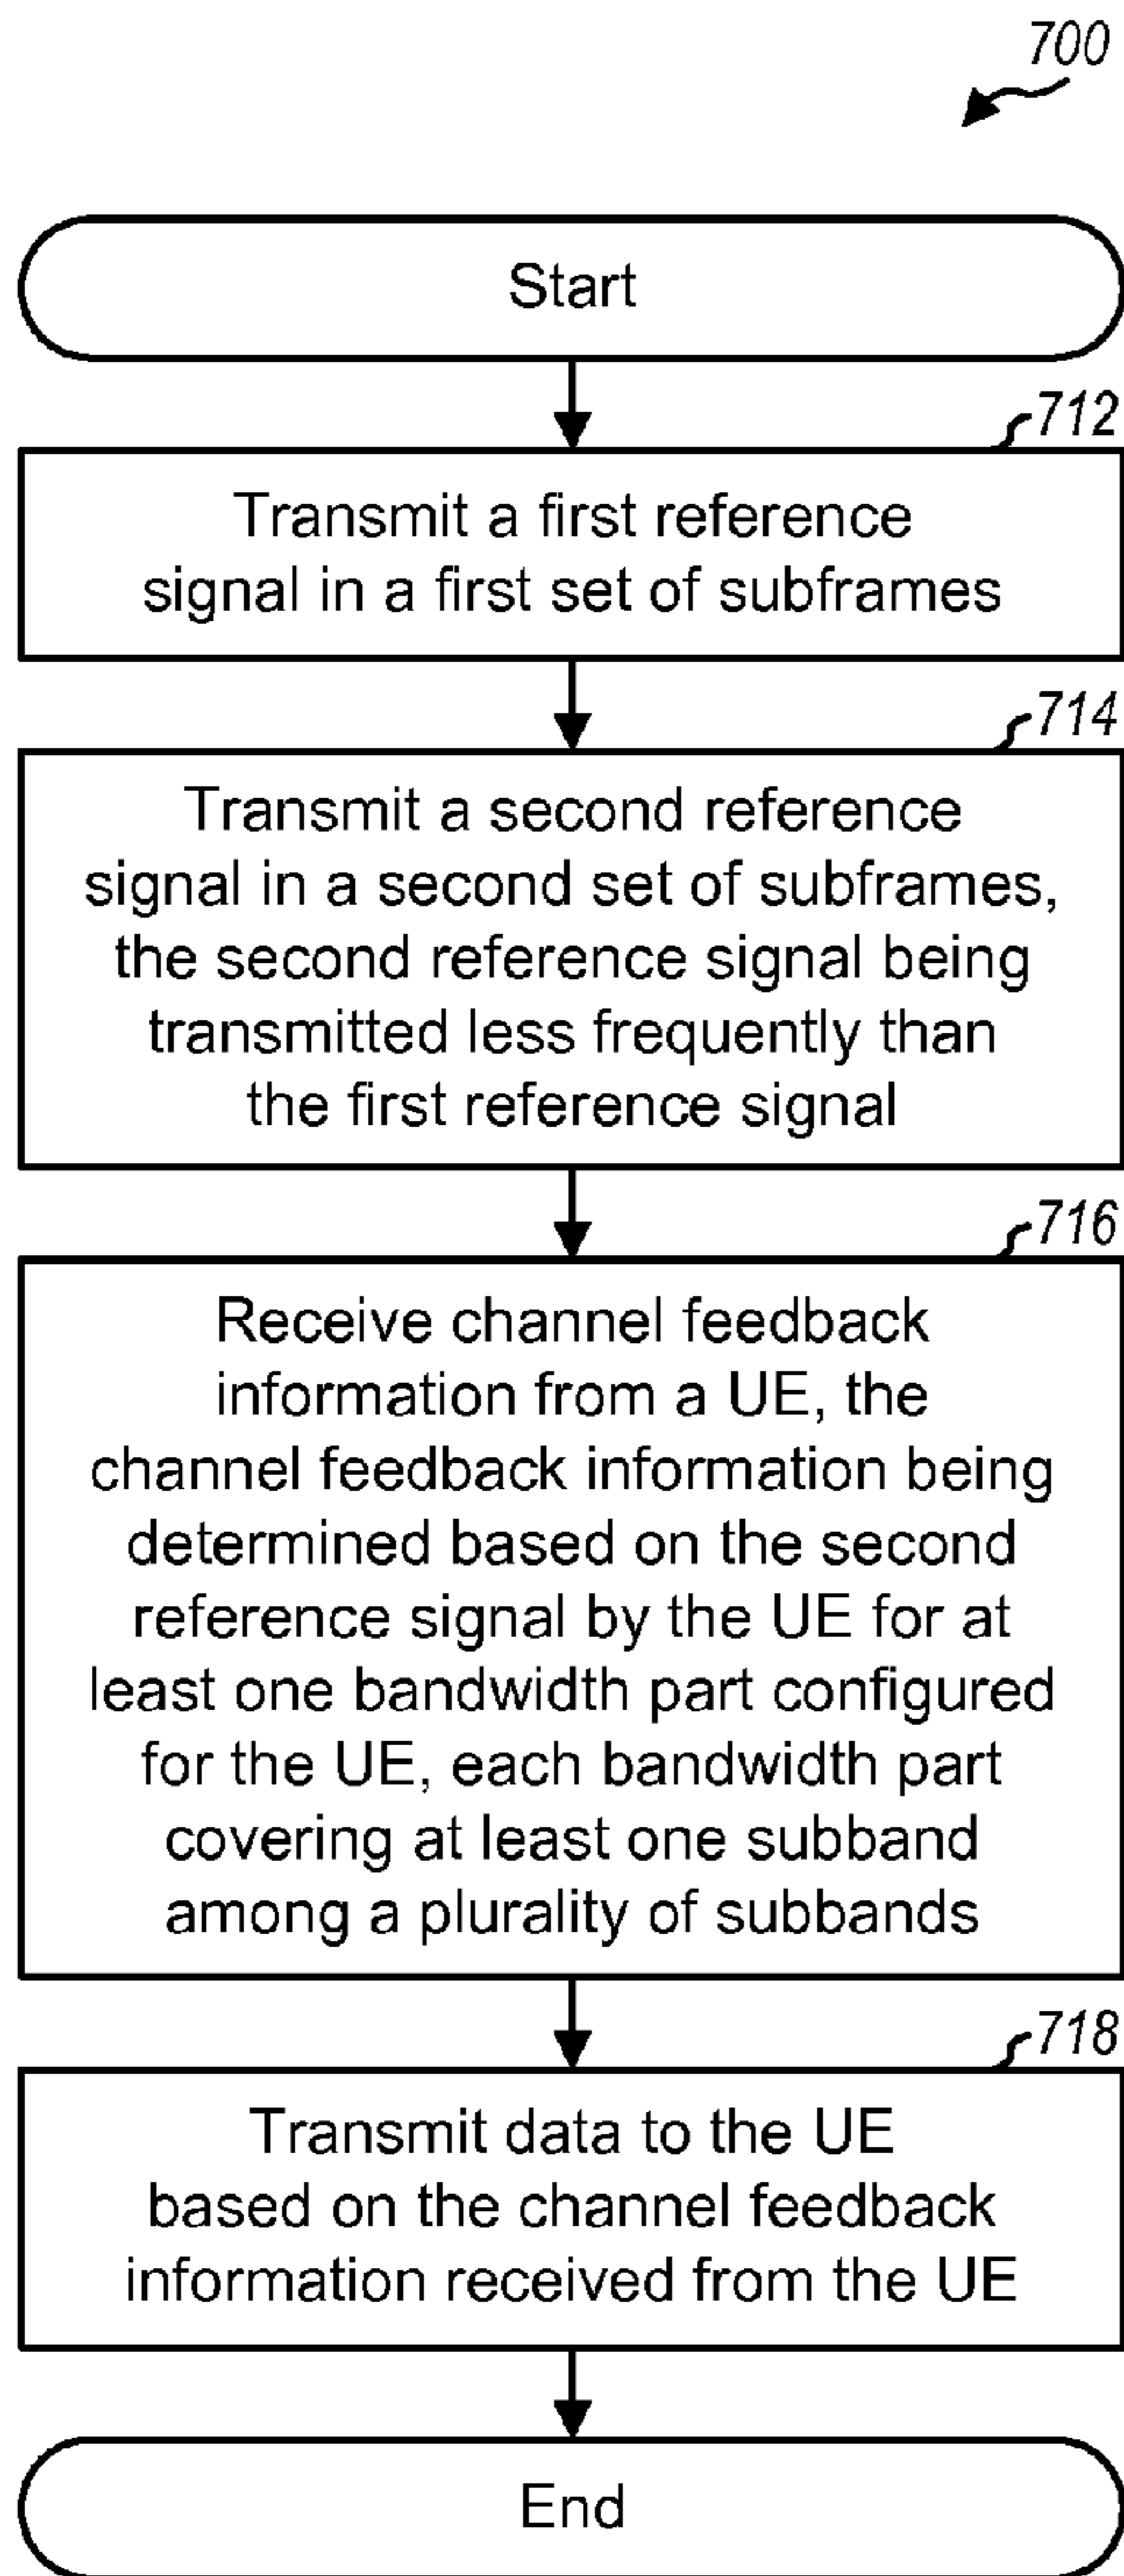 700
Start
712
Transmit a first reference
signal in a first set of subframes
714
Transmit a second reference
signal in a second set of subframes,
the second reference signal being
transmitted less frequently than
the first reference signal
716
Receive channel feedback
information from a UE, the
channel feedback information being
determined based on the second
reference signal by the UE for at
least one bandwidth part configured
for the UE, each bandwidth part
covering at least one subband
among a plurality of subbands
718
Transmit data to the UE
based on the channel feedback
information received from the UE
End